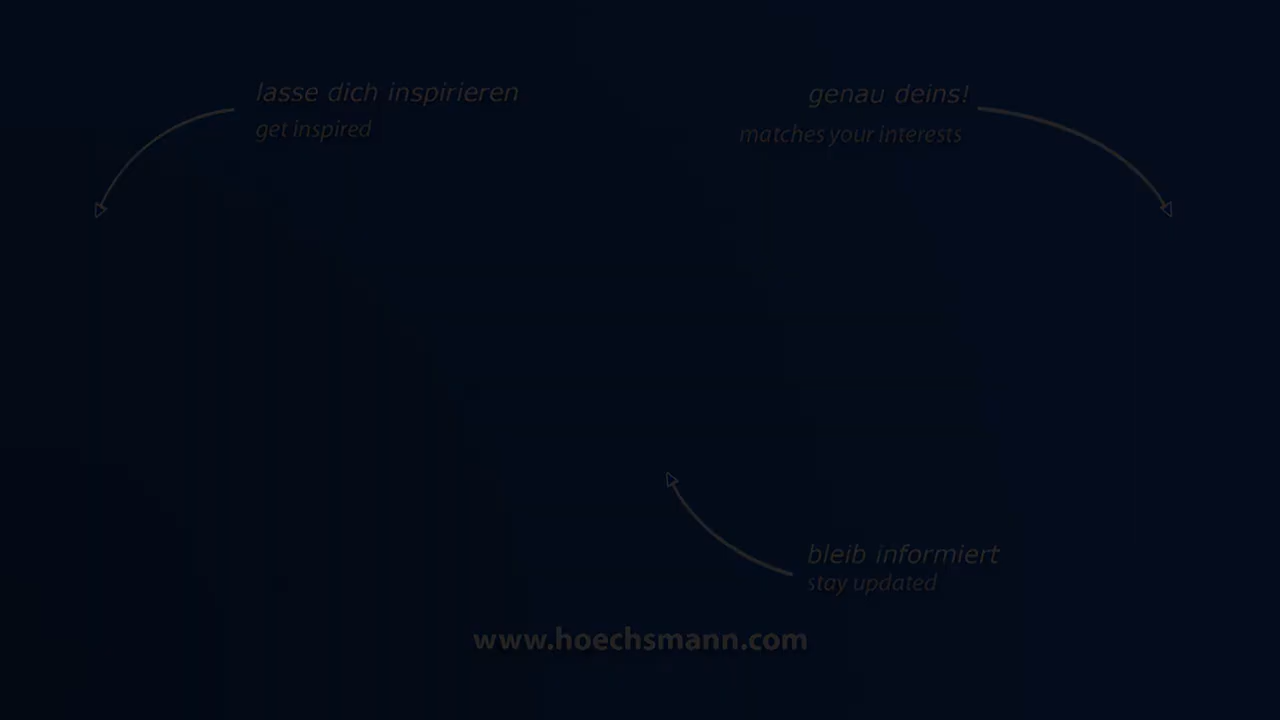 lasse dich inspirieren
get inspired
genau deins!
matches your interests
bleib informiert
stay updated
www.hoechsmann.com